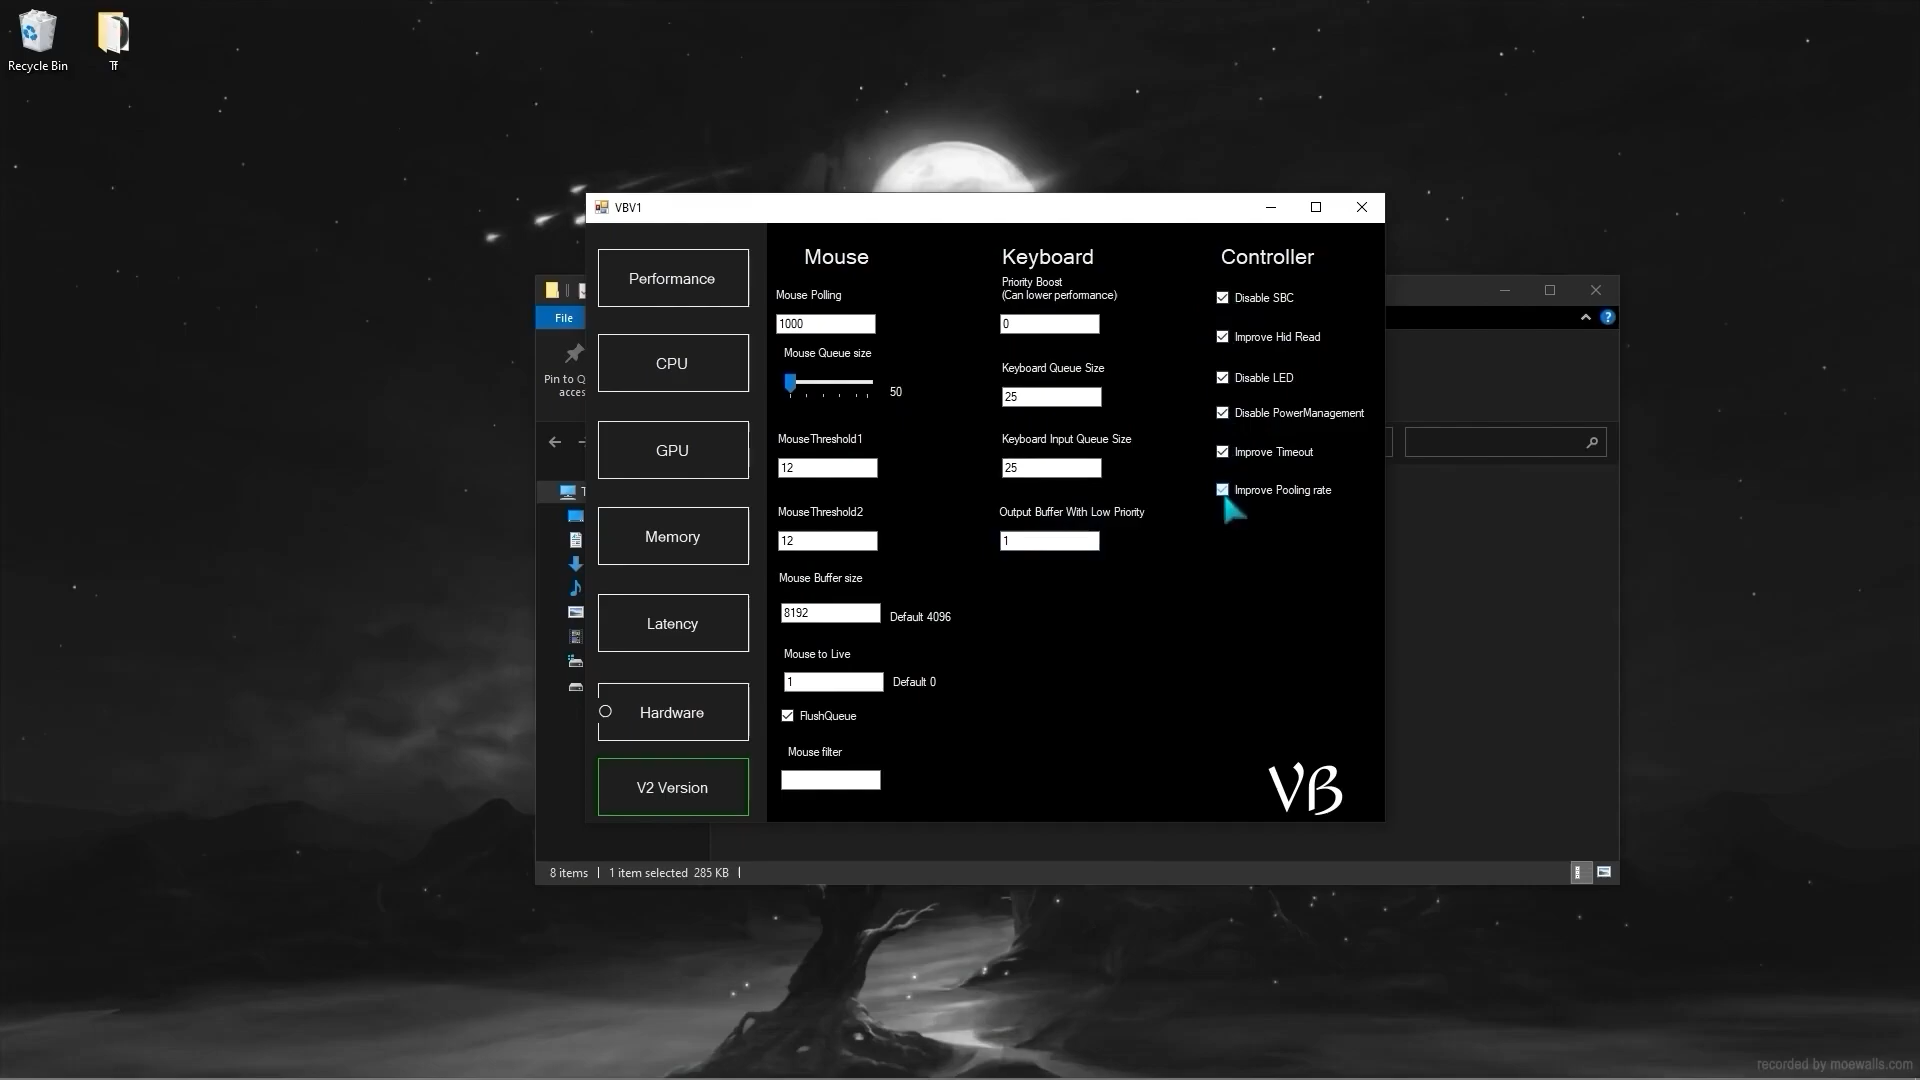 Recycle Bin
Tf
VBV1
File
Pin to Q
acces
T
Performance
CPU
GPU
Memory
Latency
Hardware
V2 Version
Mouse
Mouse Polling
1000
Mouse Queue size
50
MouseThreshold1
12
MouseThreshold2
12
Mouse Buffer size
8192
Default 4096
Mouse to Live
1
Default 0
FlushQueue
Mouse filter
Keyboard
Priority Boost
(Can lower performance)
0
Keyboard Queue Size
25
Keyboard Input Queue Size
25
Output Buffer With Low Priority
1
Controller
Disable SBC
Improve Hid Read
Disable LED
Disable PowerManagement
Improve Timeout
Improve Pooling rate
VB
8 items
1 item selected 285 KB
recorded by moewalls.com